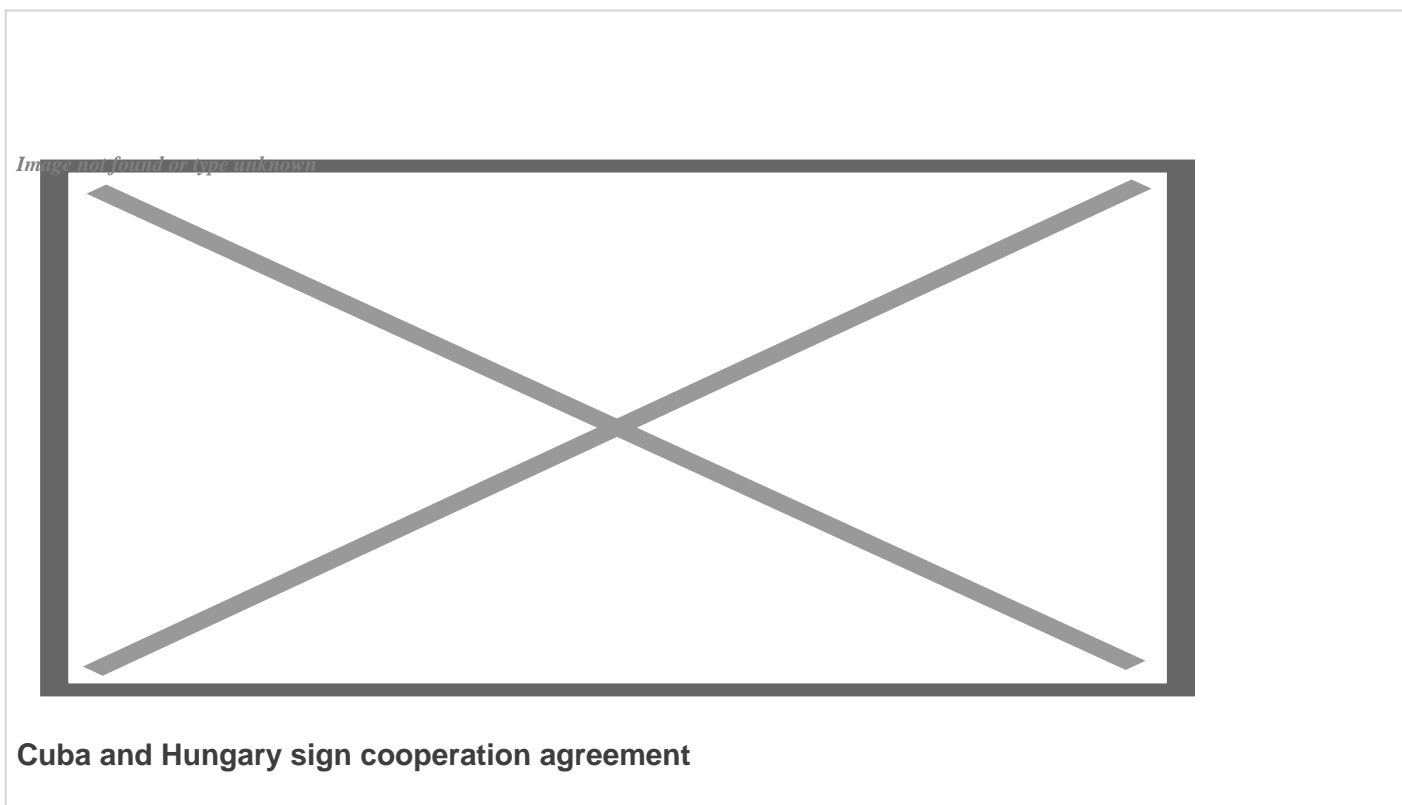 Image not found or type unknown
Cuba and Hungary sign cooperation agreement